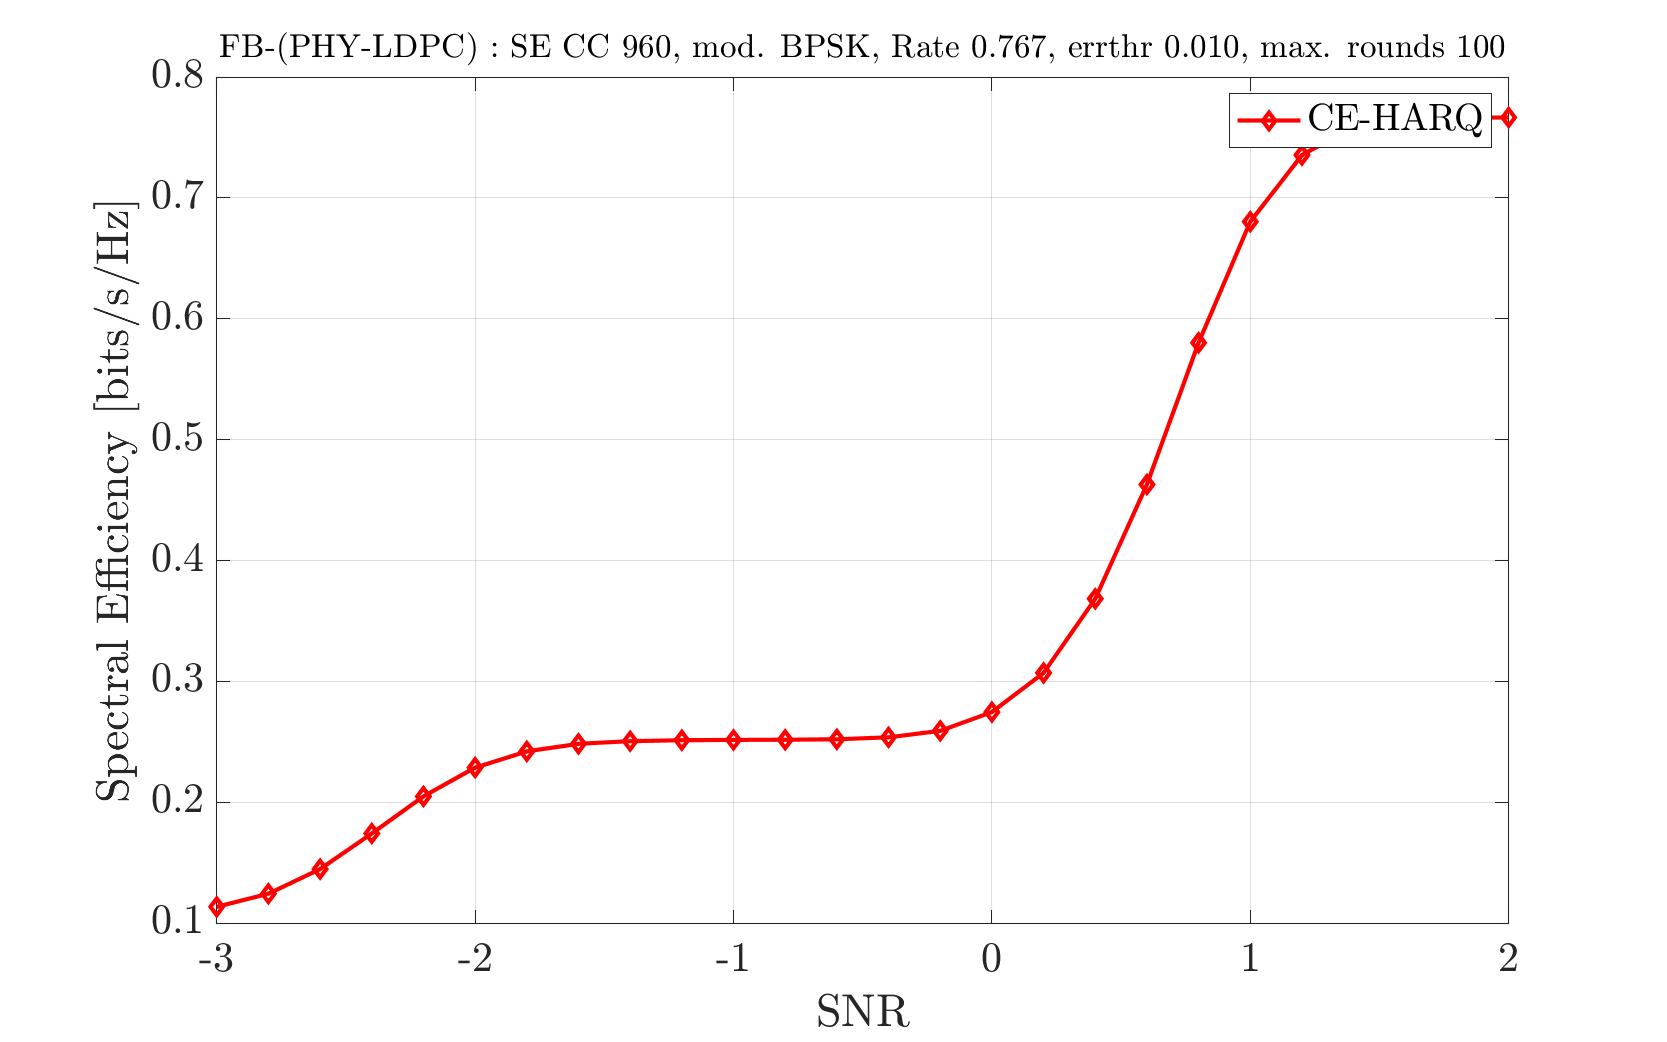 FB-(PHY-LDPC) : SE CC 960, mod. BPSK, Rate 0.767, errthr 0.010, max. rounds 100
CE-HARQ
Spectral Efficiency [bits/s/Hz]
0.8
0.7
0.6
0.5
0.4
0.3
0.2
0.1
-3 -2 -1 0 1 2
SNR